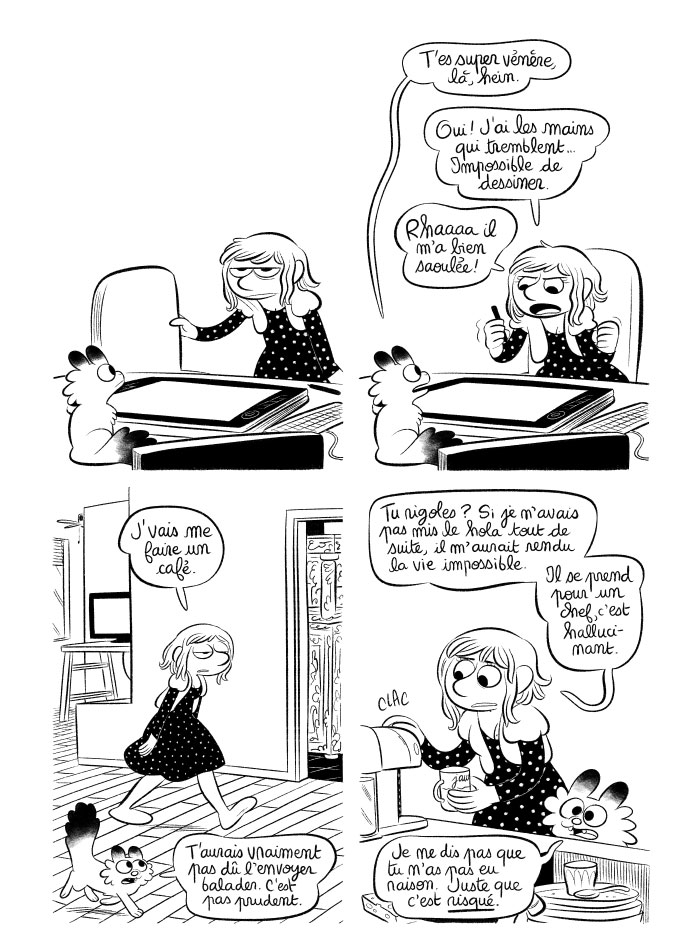 T'es super vénère,
là, hein.
Oui ! J'ai les mains
qui tremblent...
Impossible de
dessiner.
Rhaaaa il
m'a bien
saoulée !
J'vais me
faire un
café.
T'aurais vraiment
pas dû l'envoyer
balader. C'est
pas prudent.
Tu rigoles ? Si je n'avais
pas mis le hola tout de
suite, il m'aurait rendu
la vie impossible.
Il se prend
pour un
chef, c'est
halluci-
nant.
CLAC
Je me dis pas que
tu n'as pas eu
raison. Juste que
c'est risqué.